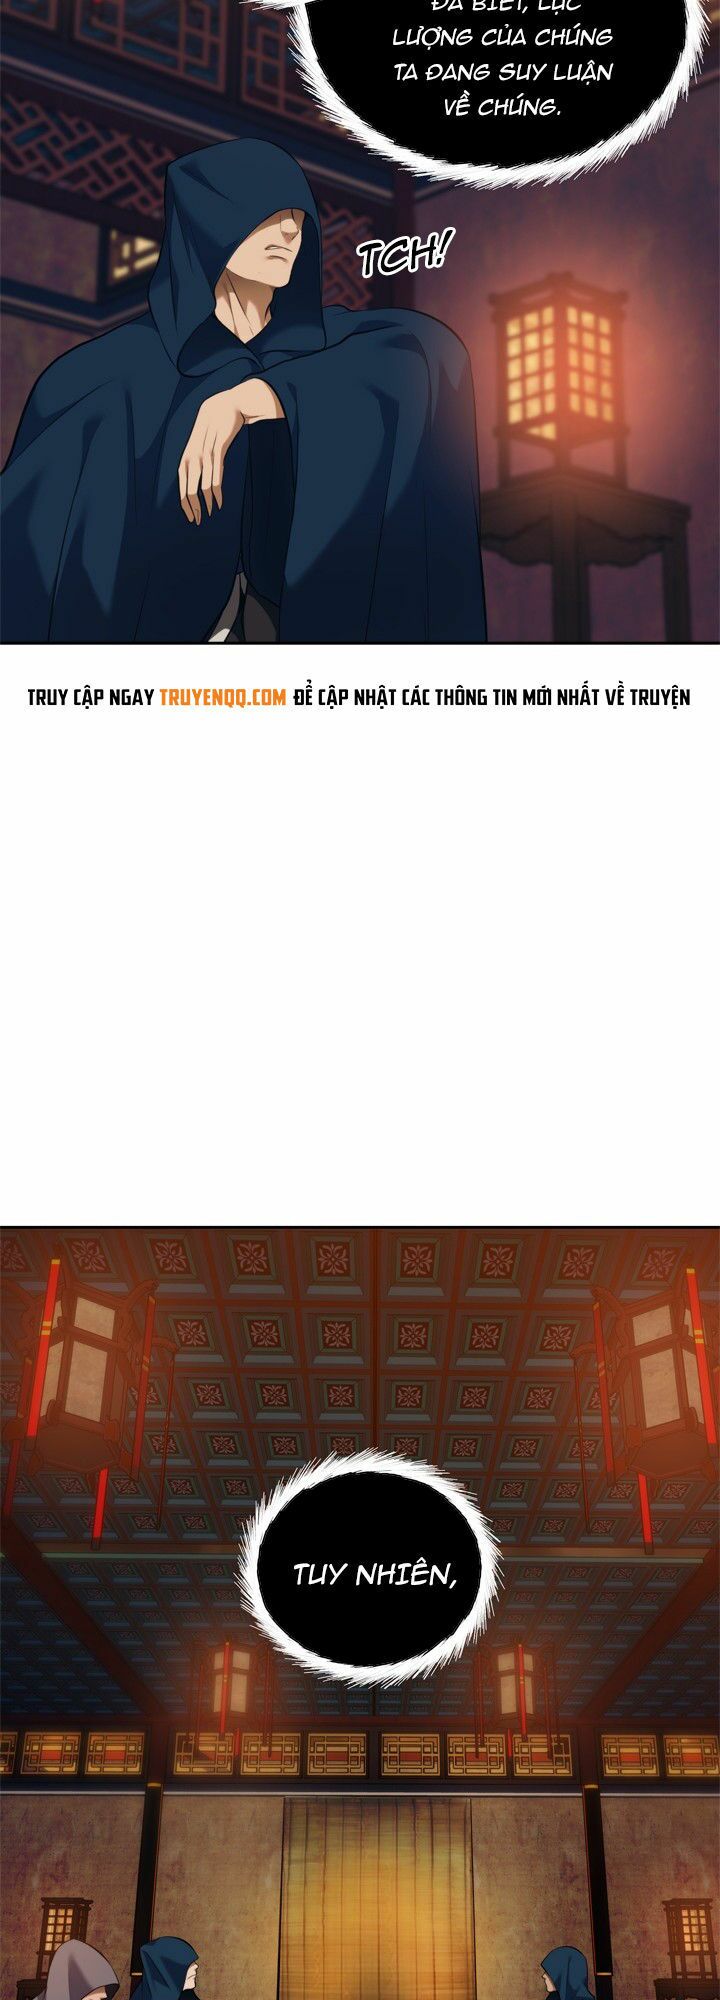 ĐÃ BIẾT, LỰC
LƯỢNG CỦA CHÚNG
TA ĐANG SUY LUẬN
VỀ CHÚNG.
TCH!
TRUY CẬP NGAY TRUYENQQ.COM ĐỂ CẬP NHẬT CÁC THÔNG TIN MỚI NHẤT VỀ TRUYỆN
TUY NHIÊN,